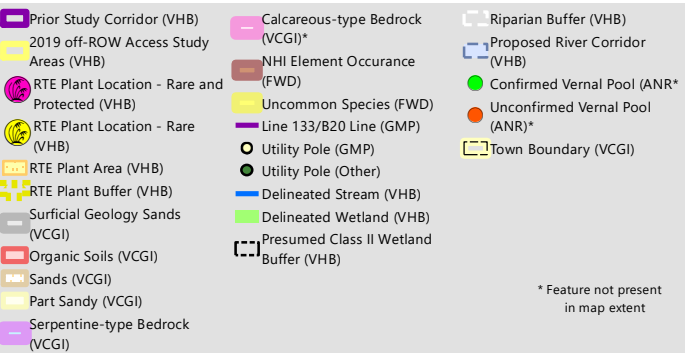 Prior Study Corridor (VHB)
2019 off-ROW Access Study
Areas (VHB)
RTE Plant Location - Rare and
Protected (VHB)
RTE Plant Location - Rare
(VHB)
RTE Plant Area (VHB)
RTE Plant Buffer (VHB)
Surficial Geology Sands
(VCGI)
Organic Soils (VCGI)
Sands (VCGI)
Part Sandy (VCGI)
Serpentine-type Bedrock
(VCGI)
Calcareous-type Bedrock
(VCGI)*
NHI Element Occurance
(FWD)
Uncommon Species (FWD)
Line 133/B20 Line (GMP)
Utility Pole (GMP)
Utility Pole (Other)
Delineated Stream (VHB)
Delineated Wetland (VHB)
Presumed Class II Wetland
Buffer (VHB)
Riparian Buffer (VHB)
Proposed River Corridor
(VHB)
Confirmed Vernal Pool (ANR*
Unconfirmed Vernal Pool
(ANR)*
Town Boundary (VCGI)
* Feature not present
in map extent